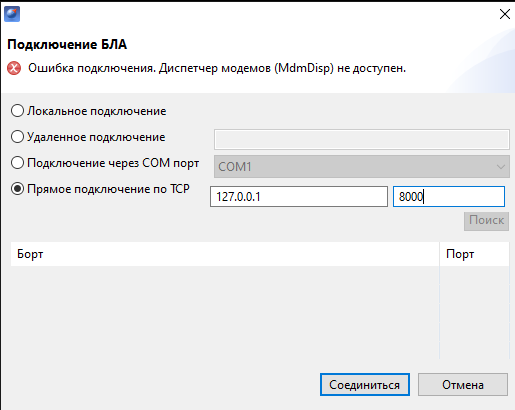 Подключение БЛА
Ошибка подключения. Диспетчер модемов (MdmDisp) не доступен.
Локальное подключение
Удаленное подключение
Подключение через COM порт COM1
Прямое подключение по TCP 127.0.0.1 8000
Поиск
Борт Порт
Соединиться Отмена